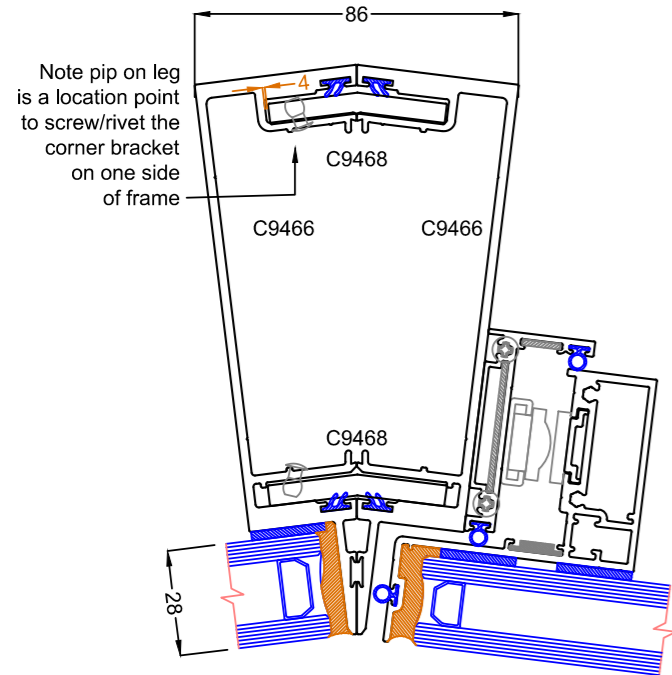 86
Note pip on leg
is a location point
to screw/rivet the
corner bracket
on one side
of frame
4
C9468
C9466
C9466
C9468
28